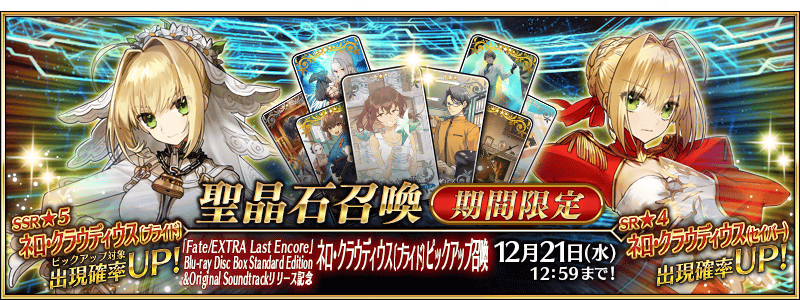 聖晶石召喚 期間限定
SSR★5
ネロ・クラウディウス〔ブライド〕
ピックアップ対象
出現確率UP!
「Fate/EXTRA Last Encore」
Blu-ray Disc Box Standard Edition
&Original Soundtrackリリース記念
ネロ・クラウディウス〔ブライド〕ピックアップ召喚
12月21日(水)
12:59まで!
SR★4
ネロ・クラウディウス(セイバー)
出現確率UP!